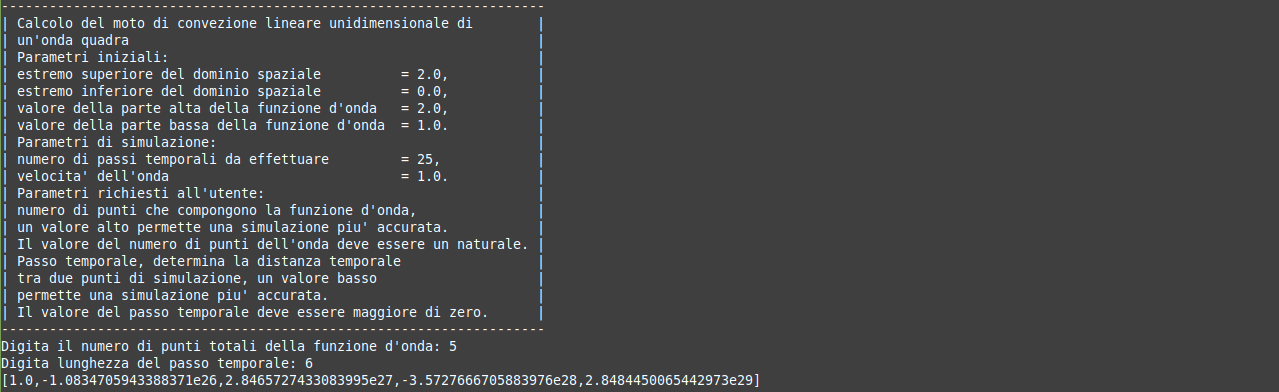 --------------------------------------------------------------------
| Calcolo del moto di convezione lineare unidimensionale di        |
| un'onda quadra                                                   |
| Parametri iniziali:                                              |
| estremo superiore del dominio spaziale          = 2.0,           |
| estremo inferiore del dominio spaziale          = 0.0,           |
| valore della parte alta della funzione d'onda   = 2.0,           |
| valore della parte bassa della funzione d'onda  = 1.0.           |
| Parametri di simulazione:                                        |
| numero di passi temporali da effettuare         = 25,            |
| velocita' dell'onda                             = 1.0.           |
| Parametri richiesti all'utente:                                  |
| numero di punti che compongono la funzione d'onda,               |
| un valore alto permette una simulazione piu' accurata.           |
| Il valore del numero di punti dell'onda deve essere un naturale. |
| Passo temporale, determina la distanza temporale                 |
| tra due punti di simulazione, un valore basso                    |
| permette una simulazione piu' accurata.                          |
| Il valore del passo temporale deve essere maggiore di zero.      |
--------------------------------------------------------------------
Digita il numero di punti totali della funzione d'onda: 5
Digita lunghezza del passo temporale: 6
[1.0,-1.0834705943388371e26,2.8465727433083995e27,-3.5727666705883976e28,2.8484450065442973e29]